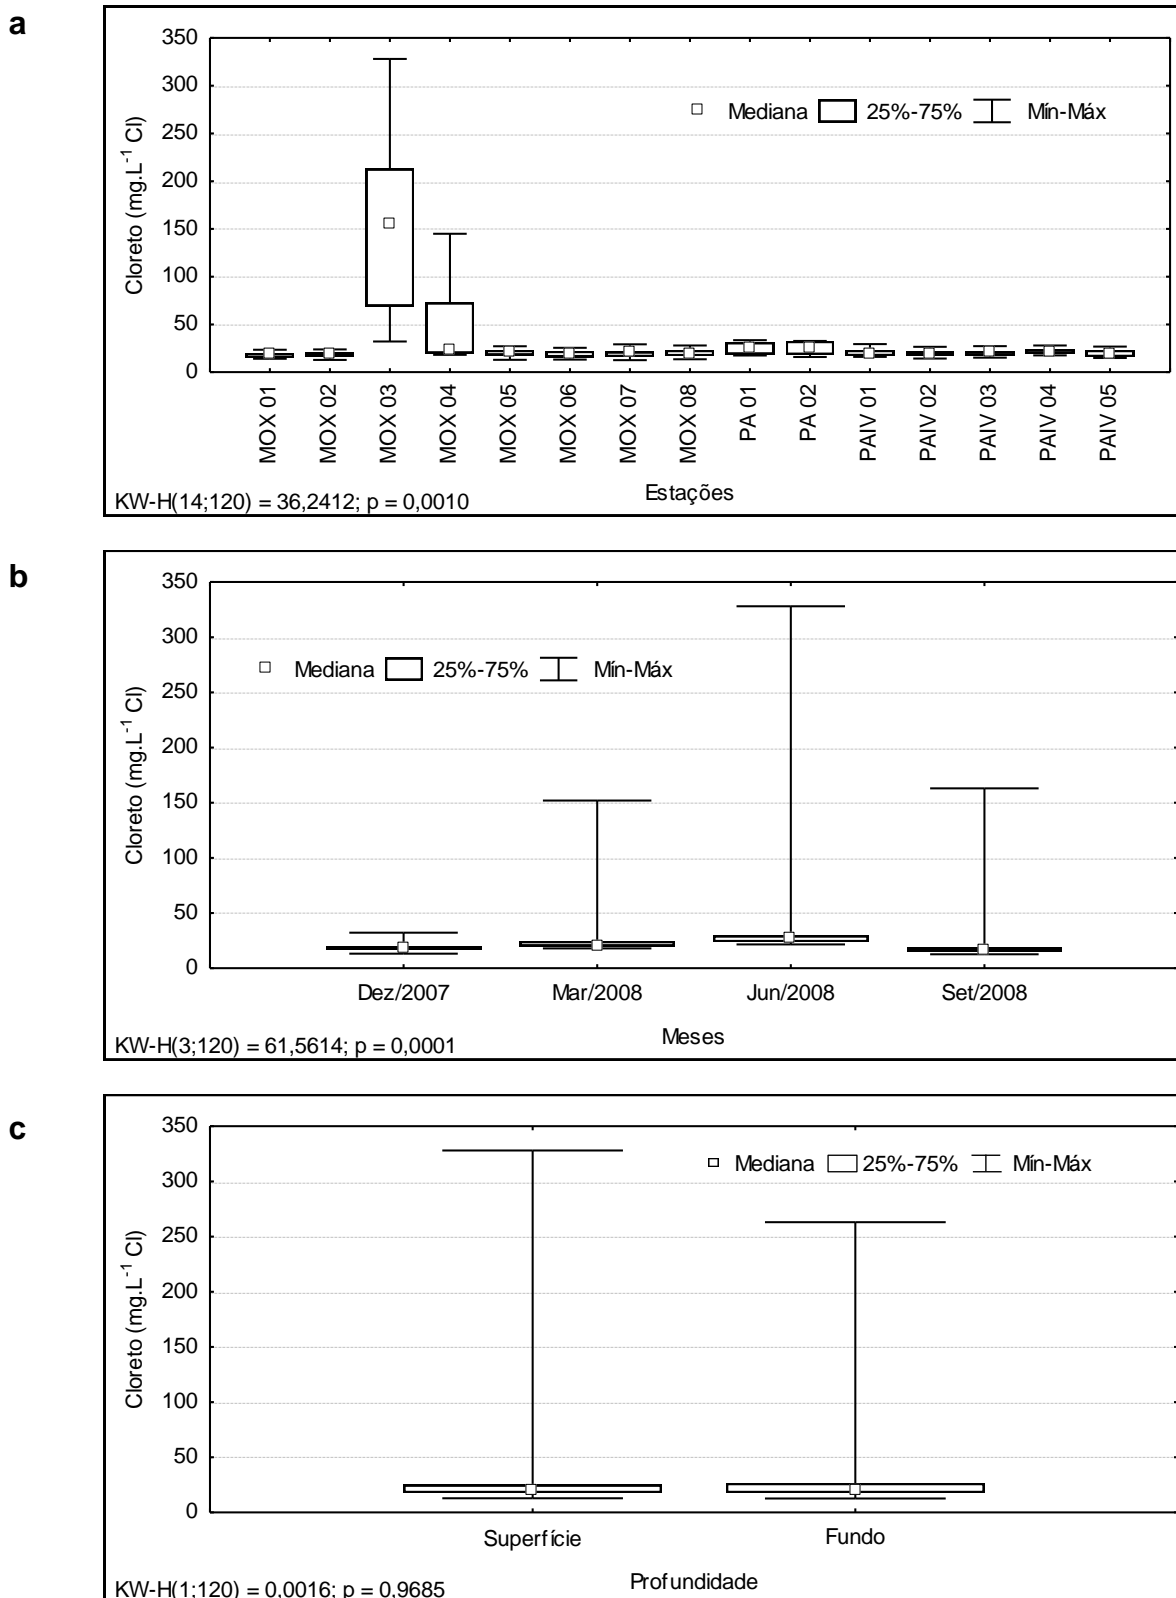 a
350
300
250
200
150
100
50
0
Cloreto (mg.L-1 Cl)
Mediana 25%-75% Mín-Máx
MOX 01
MOX 02
MOX 03
MOX 04
MOX 05
MOX 06
MOX 07
MOX 08
PA 01
PA 02
PAIV 01
PAIV 02
PAIV 03
PAIV 04
PAIV 05
Estações
KW-H(14;120) = 36,2412; p = 0,0010
b
350
300
250
200
150
100
50
0
Cloreto (mg.L-1 Cl)
Mediana 25%-75% Mín-Máx
Dez/2007 Mar/2008 Jun/2008 Set/2008
Meses
KW-H(3;120) = 61,5614; p = 0,0001
c
350
300
250
200
150
100
50
0
Cloreto (mg.L-1 Cl)
Mediana 25%-75% Mín-Máx
Superfície Fundo
Profundidade
KW-H(1;120) = 0,0016; p = 0,9685